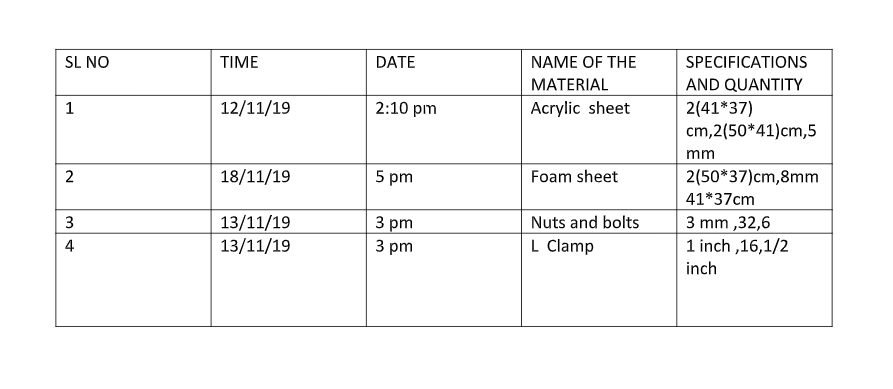 SL NO TIME DATE NAME OF THE SPECIFICATIONS
MATERIAL AND QUANTITY
1 12/11/19 2:10 pm Acrylic sheet 2(41*37)
cm,2(50*41)cm,5
mm
2 18/11/19 5 pm Foam sheet 2(50*37)cm,8mm
41*37cm
3 13/11/19 3 pm Nuts and bolts 3 mm ,32,6
4 13/11/19 3 pm L Clamp 1 inch ,16,1/2
inch